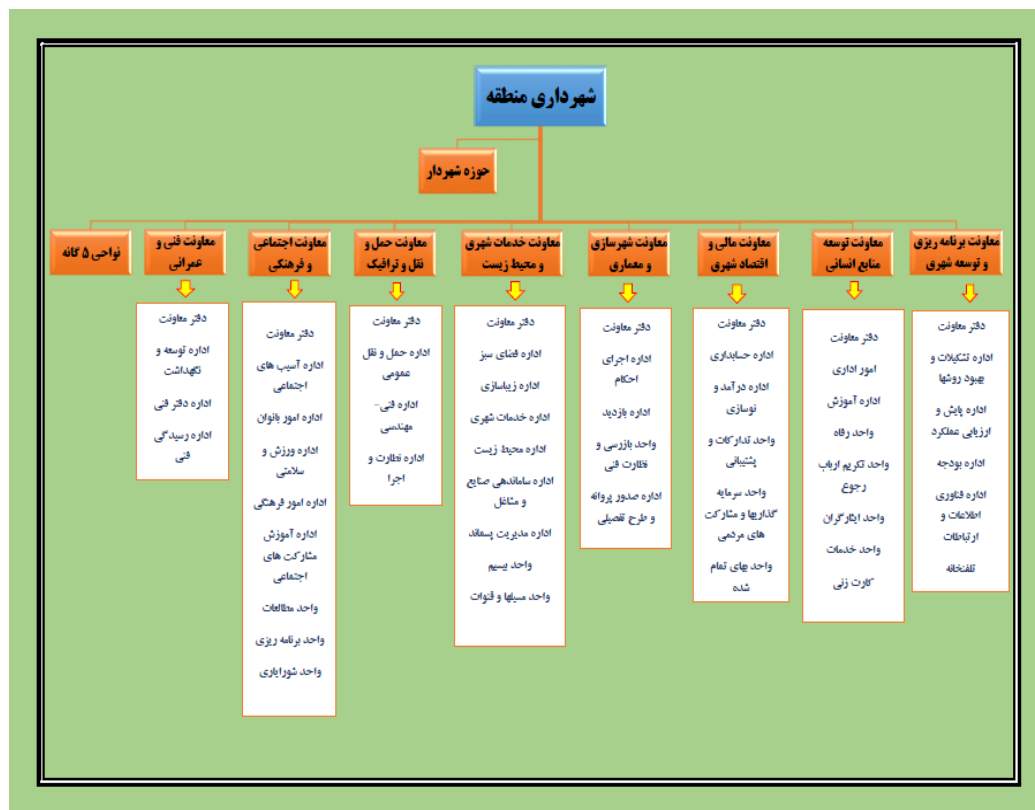 شهرداری منطقه
حوزه شهردار
معاونت برنامه ریزی
و توسعه شهری
معاونت توسعه
منابع انسانی
معاونت مالی و
اقتصاد شهری
معاونت شهرسازی
و معماری
معاونت خدمات شهری
و محیط زیست
معاونت حمل و
نقل و ترافیک
معاونت اجتماعی
و فرهنگی
معاونت فنی و
عمرانی
نواحی ۵ گانه
دفتر معاونت
اداره تشکیلات و
بهبود روشها
اداره پایش و
ارزیابی عملکرد
اداره بودجه
اداره فناوری
اطلاعات و
ارتباطات
تلفنخانه
دفتر معاونت
امور اداری
اداره آموزش
واحد رفاه
واحد تکریم ارباب
رجوع
واحد ایثارگران
واحد خدمات
کارت زنی
دفتر معاونت
اداره حسابداری
اداره درآمد و
نوسازی
واحد تدارکات و
پشتیبانی
واحد سرمایه
گذاریها و مشارکت
های مردمی
واحد بهای تمام
شده
دفتر معاونت
اداره اجرای
احکام
اداره بازدید
واحد بازرسی و
نظارت فنی
اداره صدور پروانه
و طرح تفصیلی
دفتر معاونت
اداره فضای سبز
اداره زیباسازی
اداره خدمات شهری
اداره محیط زیست
اداره ساماندهی صنایع
و مشاغل
اداره مدیریت پسماند
واحد بیسیم
واحد مسیلها و قنوات
دفتر معاونت
اداره حمل و نقل
عمومی
اداره فنی-
مهندسی
اداره نظارت و
اجرا
دفتر معاونت
اداره آسیب های
اجتماعی
اداره امور بانوان
اداره ورزش و
سلامتی
اداره امور فرهنگی
اداره آموزش
مشارکت های
اجتماعی
واحد مطالعات
واحد برنامه ریزی
واحد شورایاری
دفتر معاونت
اداره توسعه و
نگهداشت
اداره دفتر فنی
اداره رسیدگی
فنی